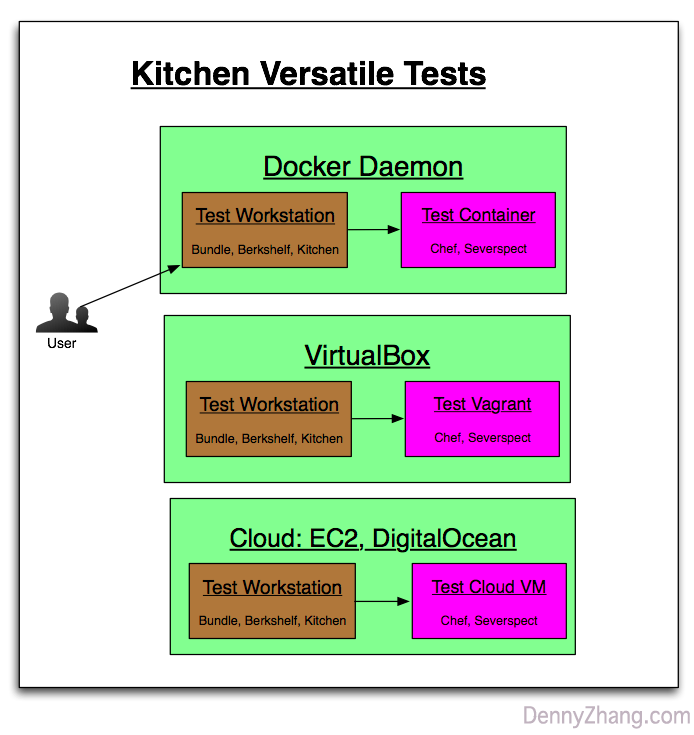 Kitchen Versatile Tests
Docker Daemon
Test Workstation
Bundle, Berkshelf, Kitchen
Test Container
Chef, Severspect
User
VirtualBox
Test Workstation
Bundle, Berkshelf, Kitchen
Test Vagrant
Chef, Severspect
Cloud: EC2, DigitalOcean
Test Workstation
Bundle, Berkshelf, Kitchen
Test Cloud VM
Chef, Severspect
DennyZhang.com